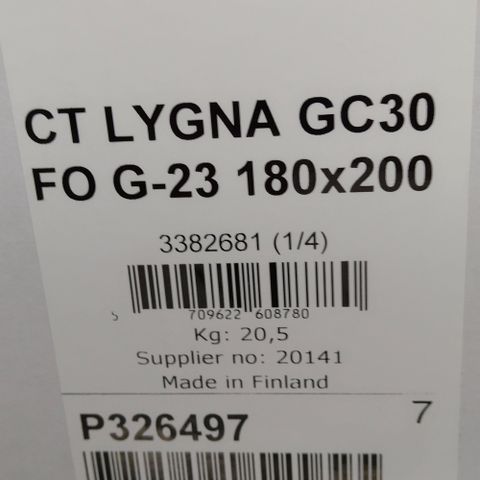 CT LYGNA GC30
FO G-23 180x200
3382681 (1/4)
5 709622 608780
Kg: 20,5
Supplier no: 20141
Made in Finland
P326497 7